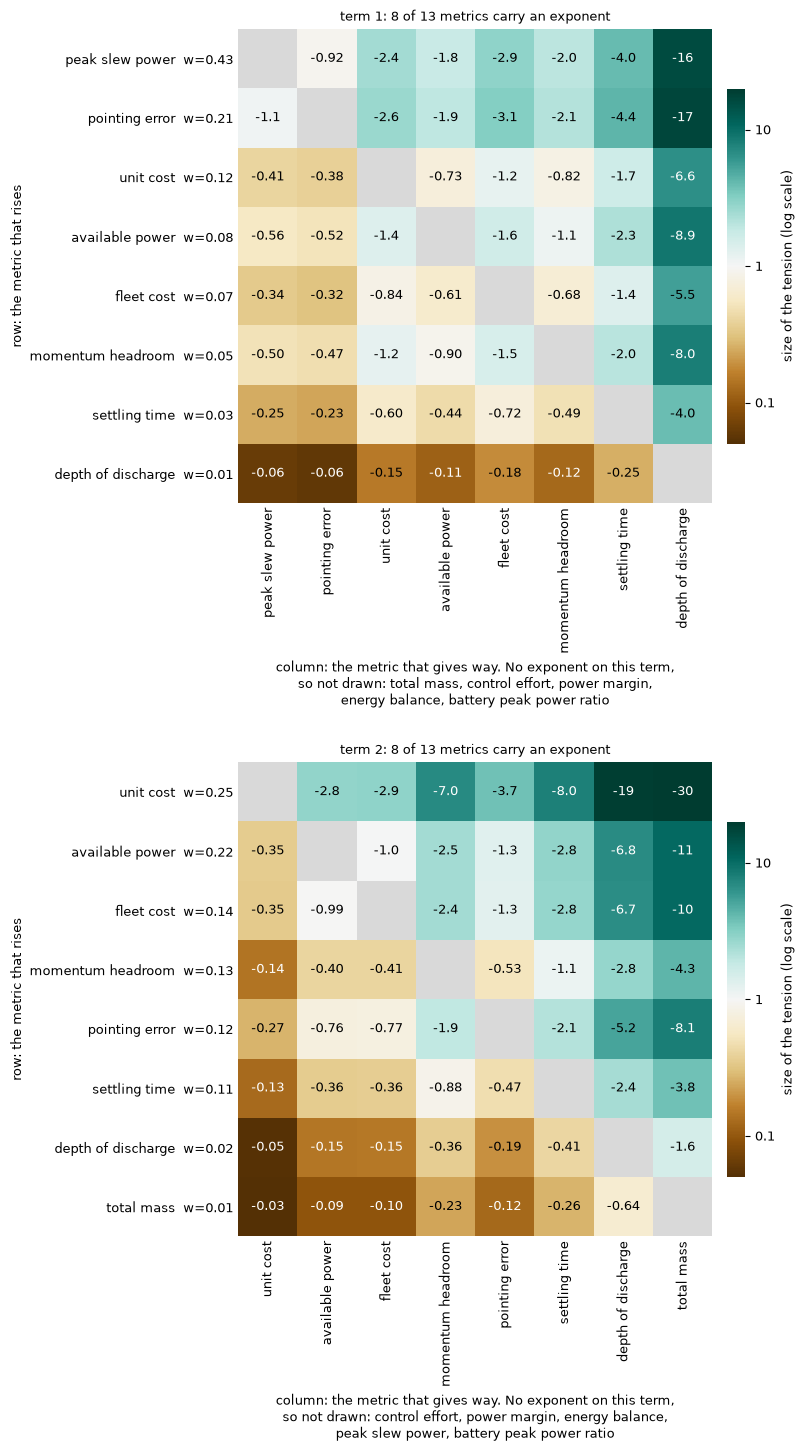 term 1: 8 of 13 metrics carry an exponent
peak slew power w=0.43 -0.92 -2.4 -1.8 -2.9 -2.0 -4.0 -16
pointing error w=0.21 -1.1 -2.6 -1.9 -3.1 -2.1 -4.4 -17
unit cost w=0.12 -0.41 -0.38 -0.73 -1.2 -0.82 -1.7 -6.6
available power w=0.08 -0.56 -0.52 -1.4 -1.6 -1.1 -2.3 -8.9
fleet cost w=0.07 -0.34 -0.32 -0.84 -0.61 -0.68 -1.4 -5.5
momentum headroom w=0.05 -0.50 -0.47 -1.2 -0.90 -1.5 -2.0 -8.0
settling time w=0.03 -0.25 -0.23 -0.60 -0.44 -0.72 -0.49 -4.0
depth of discharge w=0.01 -0.06 -0.06 -0.15 -0.11 -0.18 -0.12 -0.25
row: the metric that rises
peak slew power
pointing error
unit cost
available power
fleet cost
momentum headroom
settling time
depth of discharge
column: the metric that gives way. No exponent on this term,
so not drawn: total mass, control effort, power margin,
energy balance, battery peak power ratio
10
1
0.1
size of the tension (log scale)
term 2: 8 of 13 metrics carry an exponent
unit cost w=0.25 -2.8 -2.9 -7.0 -3.7 -8.0 -19 -30
available power w=0.22 -0.35 -1.0 -2.5 -1.3 -2.8 -6.8 -11
fleet cost w=0.14 -0.35 -0.99 -2.4 -1.3 -2.8 -6.7 -10
momentum headroom w=0.13 -0.14 -0.40 -0.41 -0.53 -1.1 -2.8 -4.3
pointing error w=0.12 -0.27 -0.76 -0.77 -1.9 -2.1 -5.2 -8.1
settling time w=0.11 -0.13 -0.36 -0.36 -0.88 -0.47 -2.4 -3.8
depth of discharge w=0.02 -0.05 -0.15 -0.15 -0.36 -0.19 -0.41 -1.6
total mass w=0.01 -0.03 -0.09 -0.10 -0.23 -0.12 -0.26 -0.64
row: the metric that rises
unit cost
available power
fleet cost
momentum headroom
pointing error
settling time
depth of discharge
total mass
column: the metric that gives way. No exponent on this term,
so not drawn: control effort, power margin, energy balance,
peak slew power, battery peak power ratio
10
1
0.1
size of the tension (log scale)